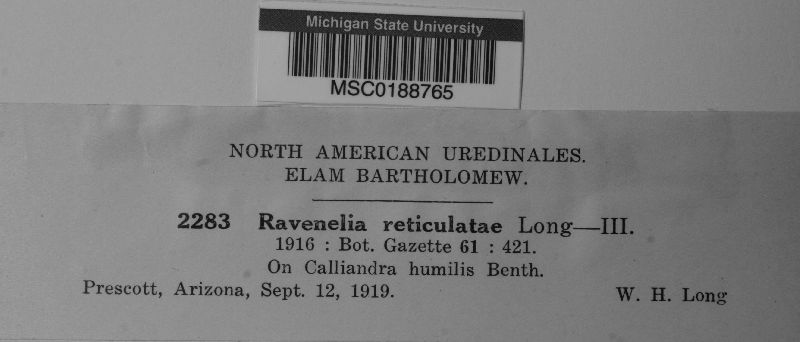 Michigan State University
MSC0188765
NORTH AMERICAN UREDINALES.
ELAM BARTHOLOMEW.
2283 Ravenelia reticulatae Long—III.
1916 : Bot. Gazette 61 : 421.
On Calliandra humilis Benth.
Prescott, Arizona, Sept. 12, 1919. W. H. Long